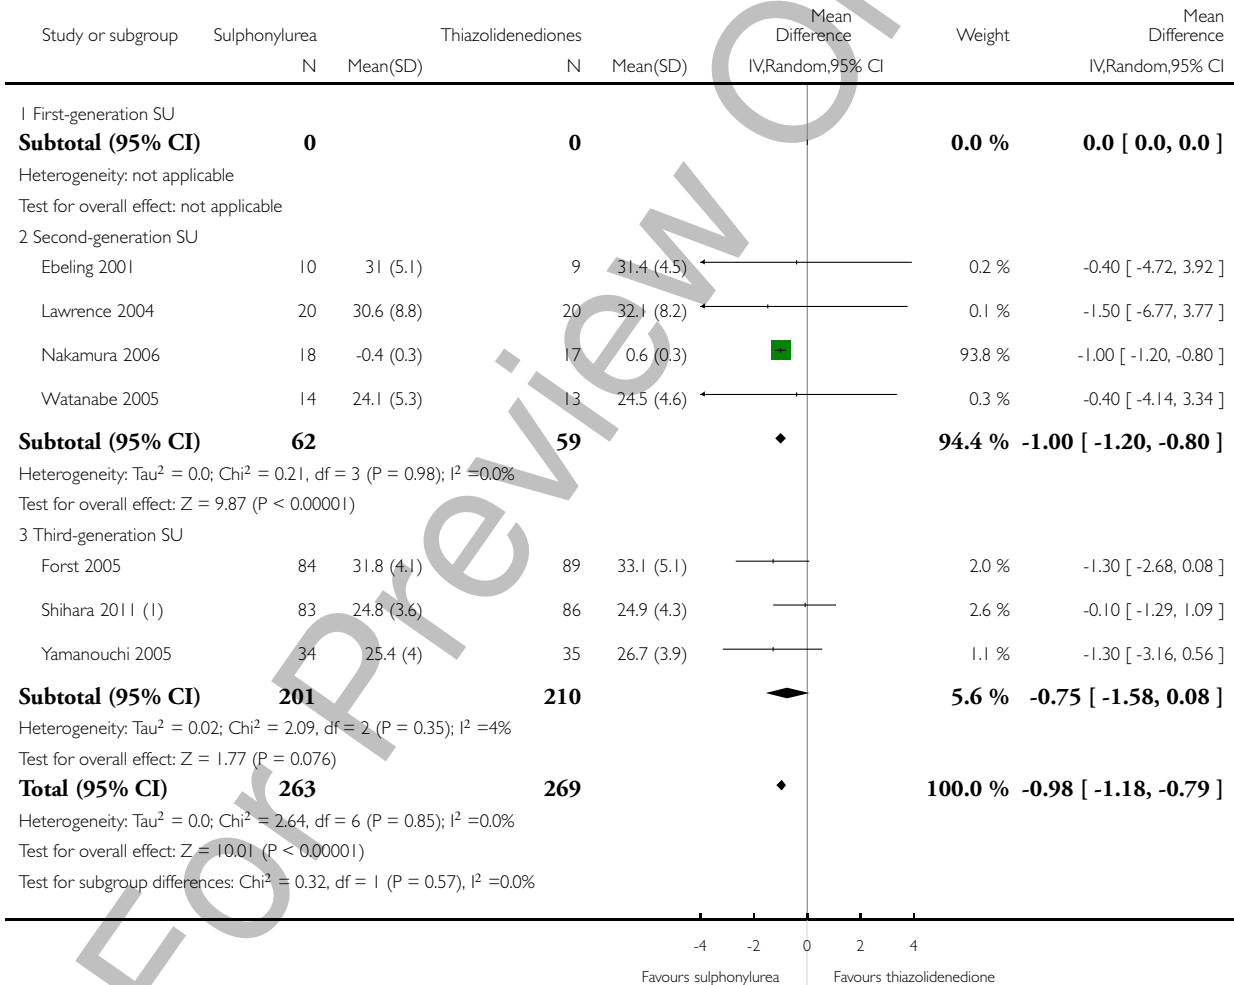 Study or subgroup Sulphonylurea Thiazolidenediones Mean Difference Weight Mean Difference
N Mean(SD) N Mean(SD) IV,Random,95% CI IV,Random,95% CI
1 First-generation SU
Subtotal (95% CI) 0 0 0.0 % 0.0 [ 0.0, 0.0 ]
Heterogeneity: not applicable
Test for overall effect: not applicable
2 Second-generation SU
Ebeling 2001 10 31 (5.1) 9 31.4 (4.5) 0.2 % -0.40 [ -4.72, 3.92 ]
Lawrence 2004 20 30.6 (8.8) 20 32.1 (8.2) 0.1 % -1.50 [ -6.77, 3.77 ]
Nakamura 2006 18 -0.4 (0.3) 17 0.6 (0.3) 93.8 % -1.00 [ -1.20, -0.80 ]
Watanabe 2005 14 24.1 (5.3) 13 24.5 (4.6) 0.3 % -0.40 [ -4.14, 3.34 ]
Subtotal (95% CI) 62 59 94.4 % -1.00 [ -1.20, -0.80 ]
Heterogeneity: Tau² = 0.0; Chi² = 0.21, df = 3 (P = 0.98); I² =0.0%
Test for overall effect: Z = 9.87 (P < 0.00001)
3 Third-generation SU
Forst 2005 84 31.8 (4.1) 89 33.1 (5.1) 2.0 % -1.30 [ -2.68, 0.08 ]
Shihara 2011 (1) 83 24.8 (3.6) 86 24.9 (4.3) 2.6 % -0.10 [ -1.29, 1.09 ]
Yamanouchi 2005 34 25.4 (4) 35 26.7 (3.9) 1.1 % -1.30 [ -3.16, 0.56 ]
Subtotal (95% CI) 201 210 5.6 % -0.75 [ -1.58, 0.08 ]
Heterogeneity: Tau² = 0.02; Chi² = 2.09, df = 2 (P = 0.35); I² =4%
Test for overall effect: Z = 1.77 (P = 0.076)
Total (95% CI) 263 269 100.0 % -0.98 [ -1.18, -0.79 ]
Heterogeneity: Tau² = 0.0; Chi² = 2.64, df = 6 (P = 0.85); I² =0.0%
Test for overall effect: Z = 10.01 (P < 0.00001)
Test for subgroup differences: Chi² = 0.32, df = 1 (P = 0.57), I² =0.0%
-4 -2 0 2 4
Favours sulphonylurea Favours thiazolidenedione
For Preview